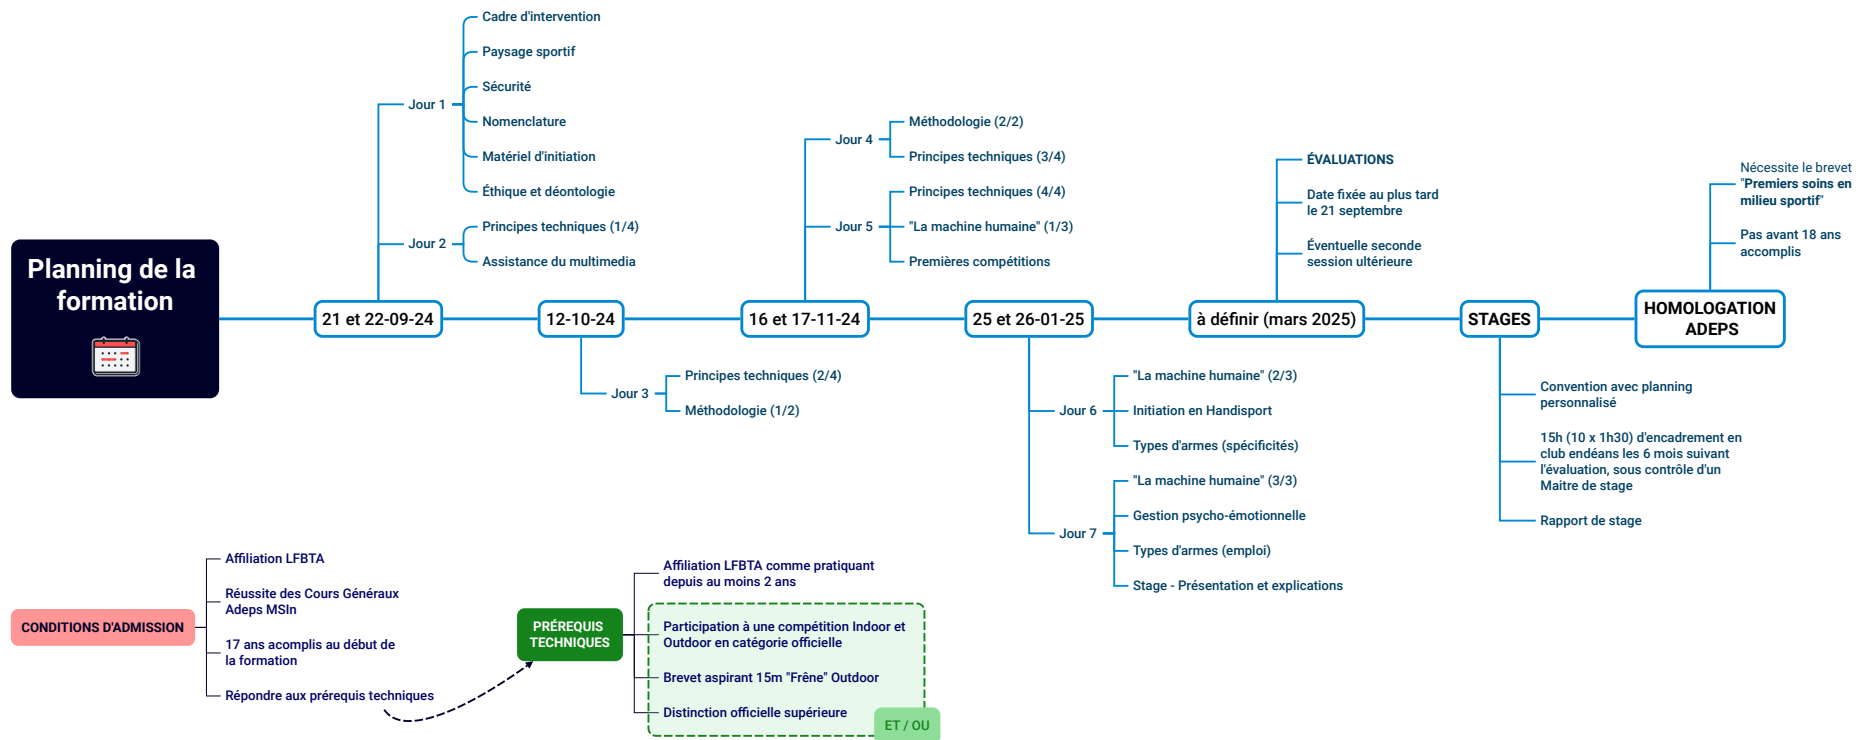 Planning de la
formation
21 et 22-09-24
Jour 1
Cadre d'intervention
Paysage sportif
Sécurité
Nomenclature
Matériel d'initiation
Éthique et déontologie
Jour 2
Principes techniques (1/4)
Assistance du multimedia
12-10-24
Jour 3
Principes techniques (2/4)
Méthodologie (1/2)
16 et 17-11-24
Jour 4
Méthodologie (2/2)
Principes techniques (3/4)
Jour 5
Principes techniques (4/4)
"La machine humaine" (1/3)
Premières compétitions
25 et 26-01-25
Jour 6
"La machine humaine" (2/3)
Initiation en Handisport
Types d'armes (spécificités)
Jour 7
"La machine humaine" (3/3)
Gestion psycho-émotionnelle
Types d'armes (emploi)
Stage - Présentation et explications
à définir (mars 2025)
ÉVALUATIONS
Date fixée au plus tard
le 21 septembre
Éventuelle seconde
session ultérieure
STAGES
Convention avec planning
personnalisé
15h (10 x 1h30) d'encadrement en
club endéans les 6 mois suivant
l'évaluation, sous contrôle d'un
Maitre de stage
Rapport de stage
HOMOLOGATION
ADEPS
Nécessite le brevet
"Premiers soins en
milieu sportif"
Pas avant 18 ans
accomplis
CONDITIONS D'ADMISSION
Affiliation LFBTA
Réussite des Cours Généraux
Adeps MSIn
17 ans acomplis au début de
la formation
Répondre aux prérequis techniques
PRÉREQUIS
TECHNIQUES
Affiliation LFBTA comme pratiquant
depuis au moins 2 ans
Participation à une compétition Indoor et
Outdoor en catégorie officielle
Brevet aspirant 15m "Frêne" Outdoor
Distinction officielle supérieure
ET / OU